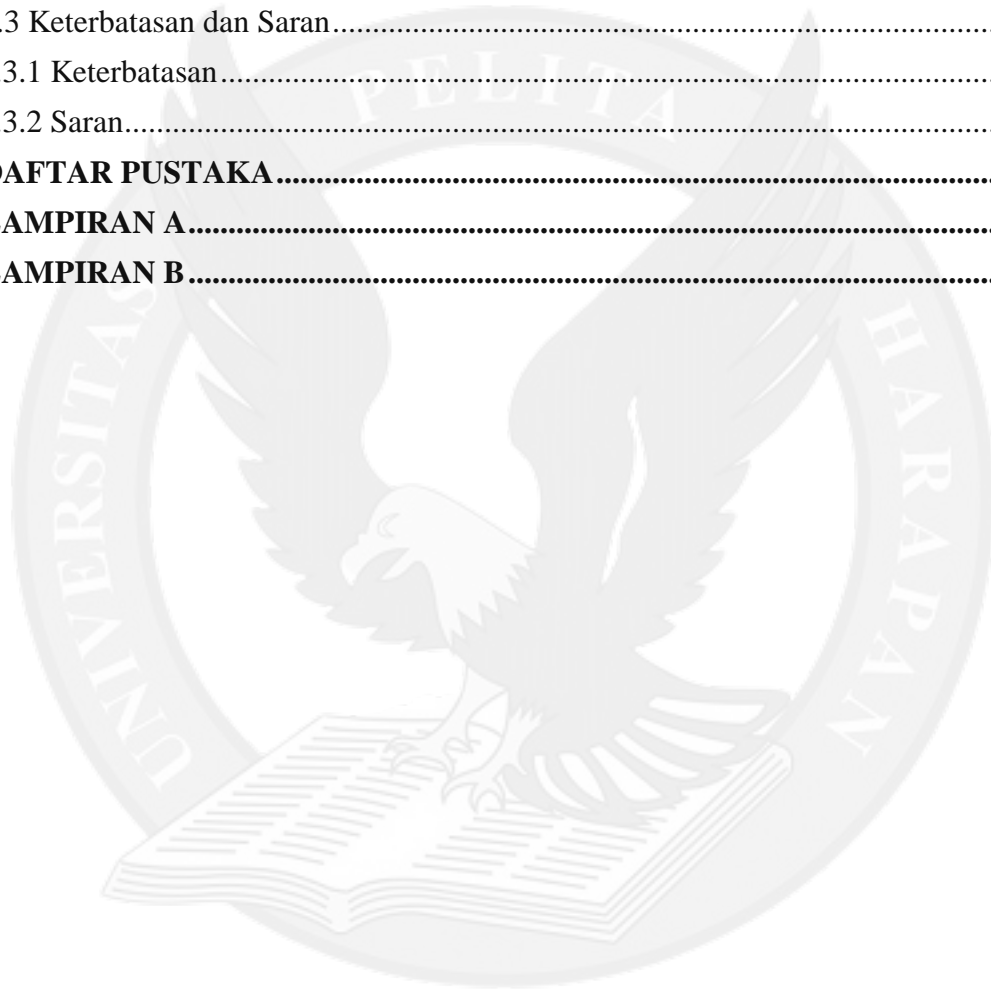 .3 Keterbatasan dan Saran........................................................................................
.3.1 Keterbatasan........................................................................................
.3.2 Saran........................................................................................
DAFTAR PUSTAKA........................................................................................
AMPIRAN A........................................................................................
AMPIRAN B........................................................................................
UNIVERSITAS PELITA HARAPAN